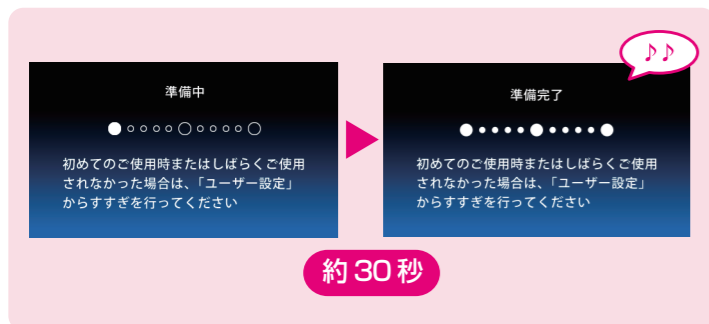 準備中
初めてのご使用時またはしばらくご使用
されなかった場合は、「ユーザー設定」
からすすぎを行ってください
♪♪
準備完了
初めてのご使用時またはしばらくご使用
されなかった場合は、「ユーザー設定」
からすすぎを行ってください
約30秒